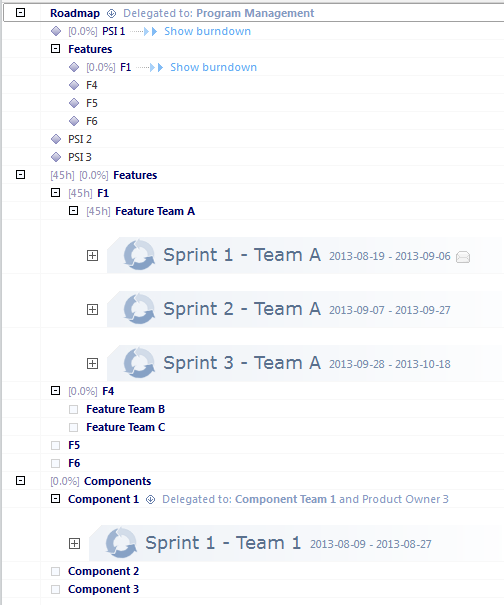 Roadmap Delegated to: Program Management
[0.0%] PSI 1 Show burndown
Features
[0.0%] F1 Show burndown
F4
F5
F6
PSI 2
PSI 3
[45h] [0.0%] Features
[45h] F1
[45h] Feature Team A
Sprint 1 - Team A 2013-08-19 - 2013-09-06
Sprint 2 - Team A 2013-09-07 - 2013-09-27
Sprint 3 - Team A 2013-09-28 - 2013-10-18
[0.0%] F4
Feature Team B
Feature Team C
F5
F6
[0.0%] Components
Component 1 Delegated to: Component Team 1 and Product Owner 3
Sprint 1 - Team 1 2013-08-09 - 2013-08-27
Component 2
Component 3